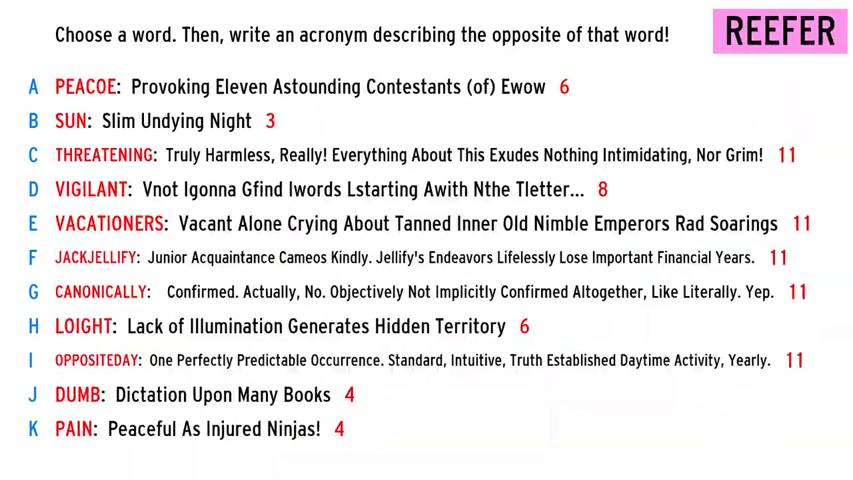 Choose a word. Then, write an acronym describing the opposite of that word!
REEFER
A PEACOE: Provoking Eleven Astounding Contestants (of) Ewow 6
B SUN: Slim Undying Night 3
C THREATENING: Truly Harmless, Really! Everything About This Exudes Nothing Intimidating, Nor Grim! 11
D VIGILANT: Vnot Igonna Gfind Iwords Lstarting Awith Nthe Tletter... 8
E VACATIONERS: Vacant Alone Crying About Tanned Inner Old Nimble Emperors Rad Soarings 11
F JACKJELLIFY: Junior Acquaintance Cameos Kindly. Jellify's Endeavors Lifelessly Lose Important Financial Years. 11
G CANONICALLY: Confirmed. Actually, No. Objectively Not Implicitly Confirmed Altogether, Like Literally. Yep. 11
H LOIGHT: Lack of Illumination Generates Hidden Territory 6
I OPPOSITEDAY: One Perfectly Predictable Occurrence. Standard, Intuitive, Truth Established Daytime Activity, Yearly. 11
J DUMB: Dictation Upon Many Books 4
K PAIN: Peaceful As Injured Ninjas! 4